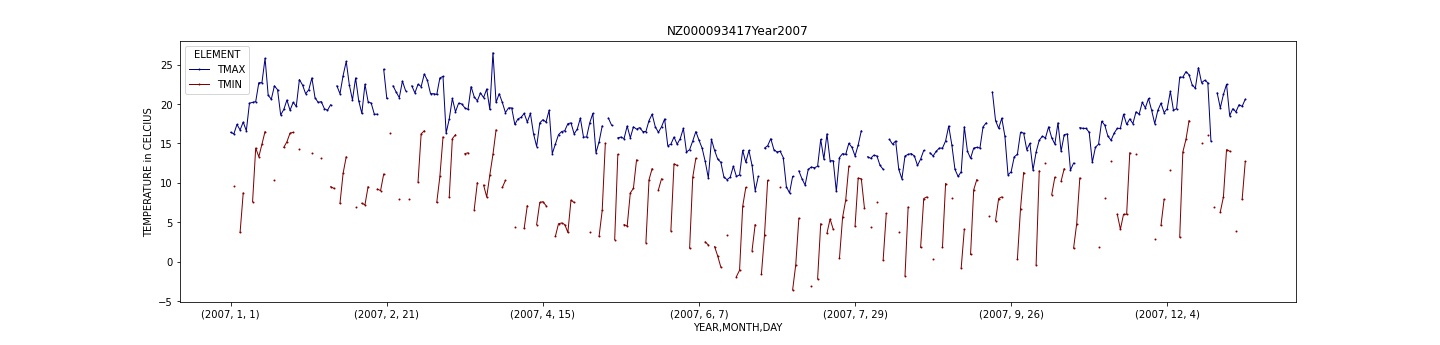 NZ000093417Year2007
ELEMENT
TMAX
TMIN
25
20
15
10
5
0
−5
TEMPERATURE in CELCIUS
(2007, 1, 1) (2007, 2, 21) (2007, 4, 15) (2007, 6, 7) (2007, 7, 29) (2007, 9, 26) (2007, 12, 4)
YEAR,MONTH,DAY